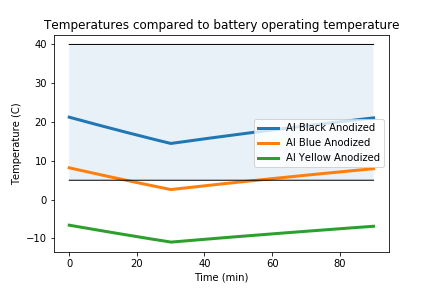 Temperatures compared to battery operating temperature
Temperature (C)
40
30
20
10
0
−10
Al Black Anodized
Al Blue Anodized
Al Yellow Anodized
0
20
40
60
80
Time (min)